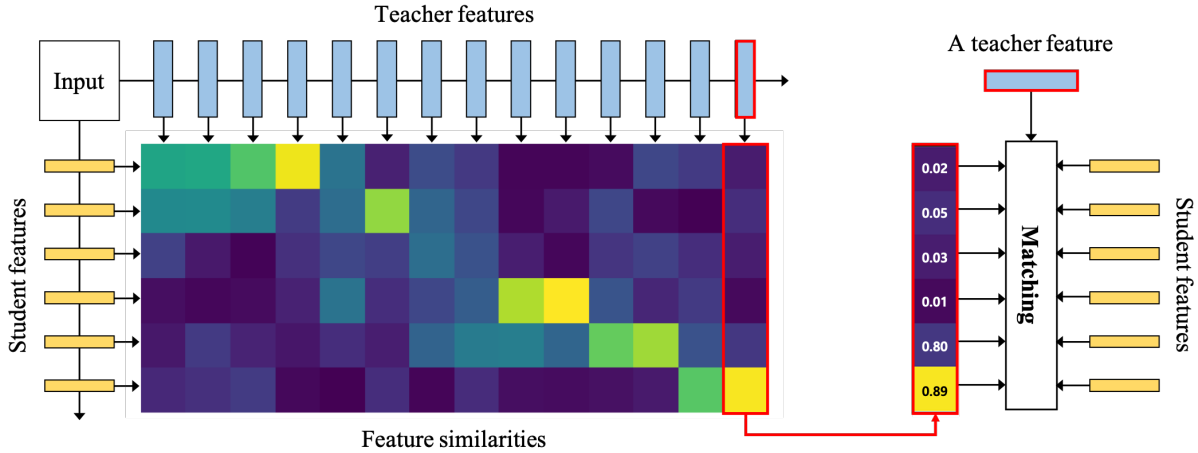 Teacher features
A teacher feature
Input
Student features
0.02
0.05
0.03
0.01
0.80
0.89
Matching
Student features
Feature similarities